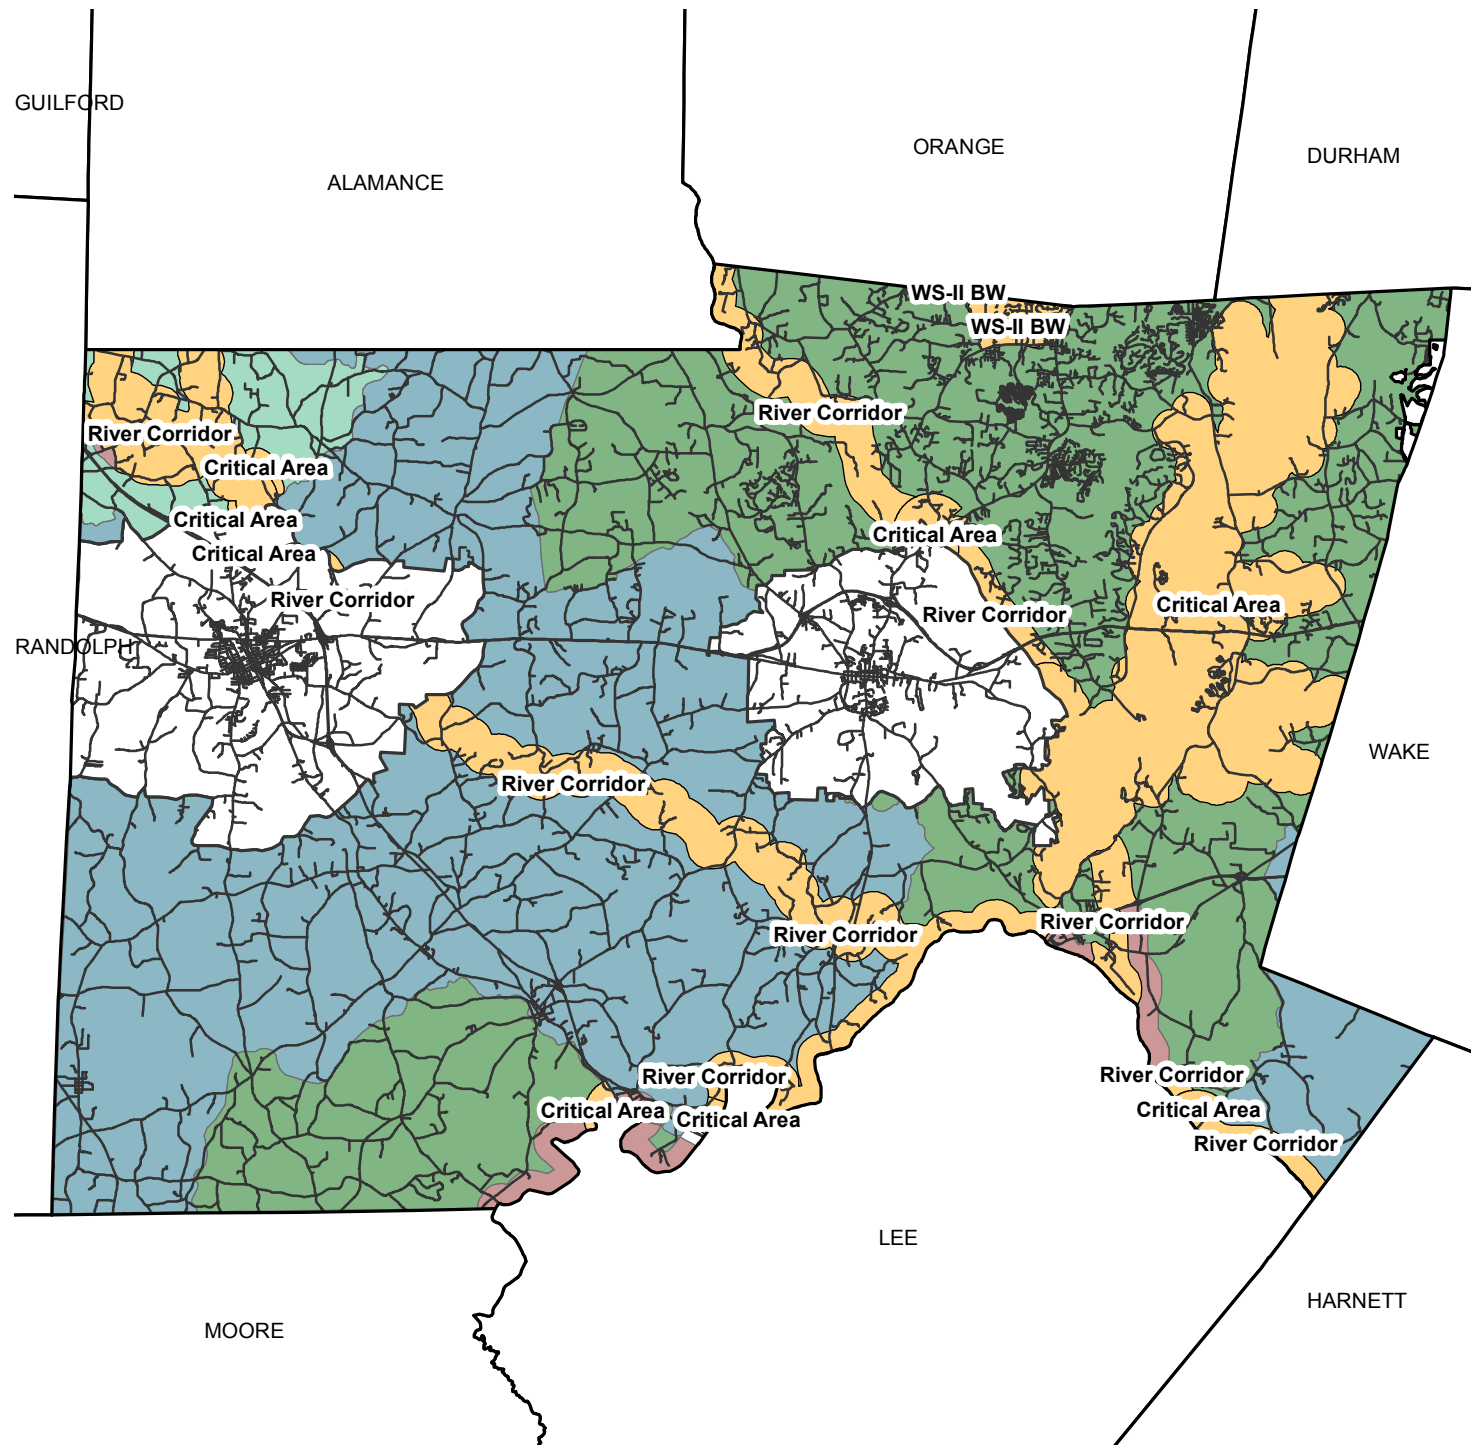 GUILFORD
ORANGE
DURHAM
ALAMANCE
WS-II BW
WS-II BW
River Corridor
River Corridor
Critical Area
Critical Area
Critical Area
Critical Area
River Corridor
Critical Area
River Corridor
RANDOLPH
WAKE
River Corridor
River Corridor
River Corridor
River Corridor
River Corridor
Critical Area
Critical Area
Critical Area
River Corridor
LEE
HARNETT
MOORE